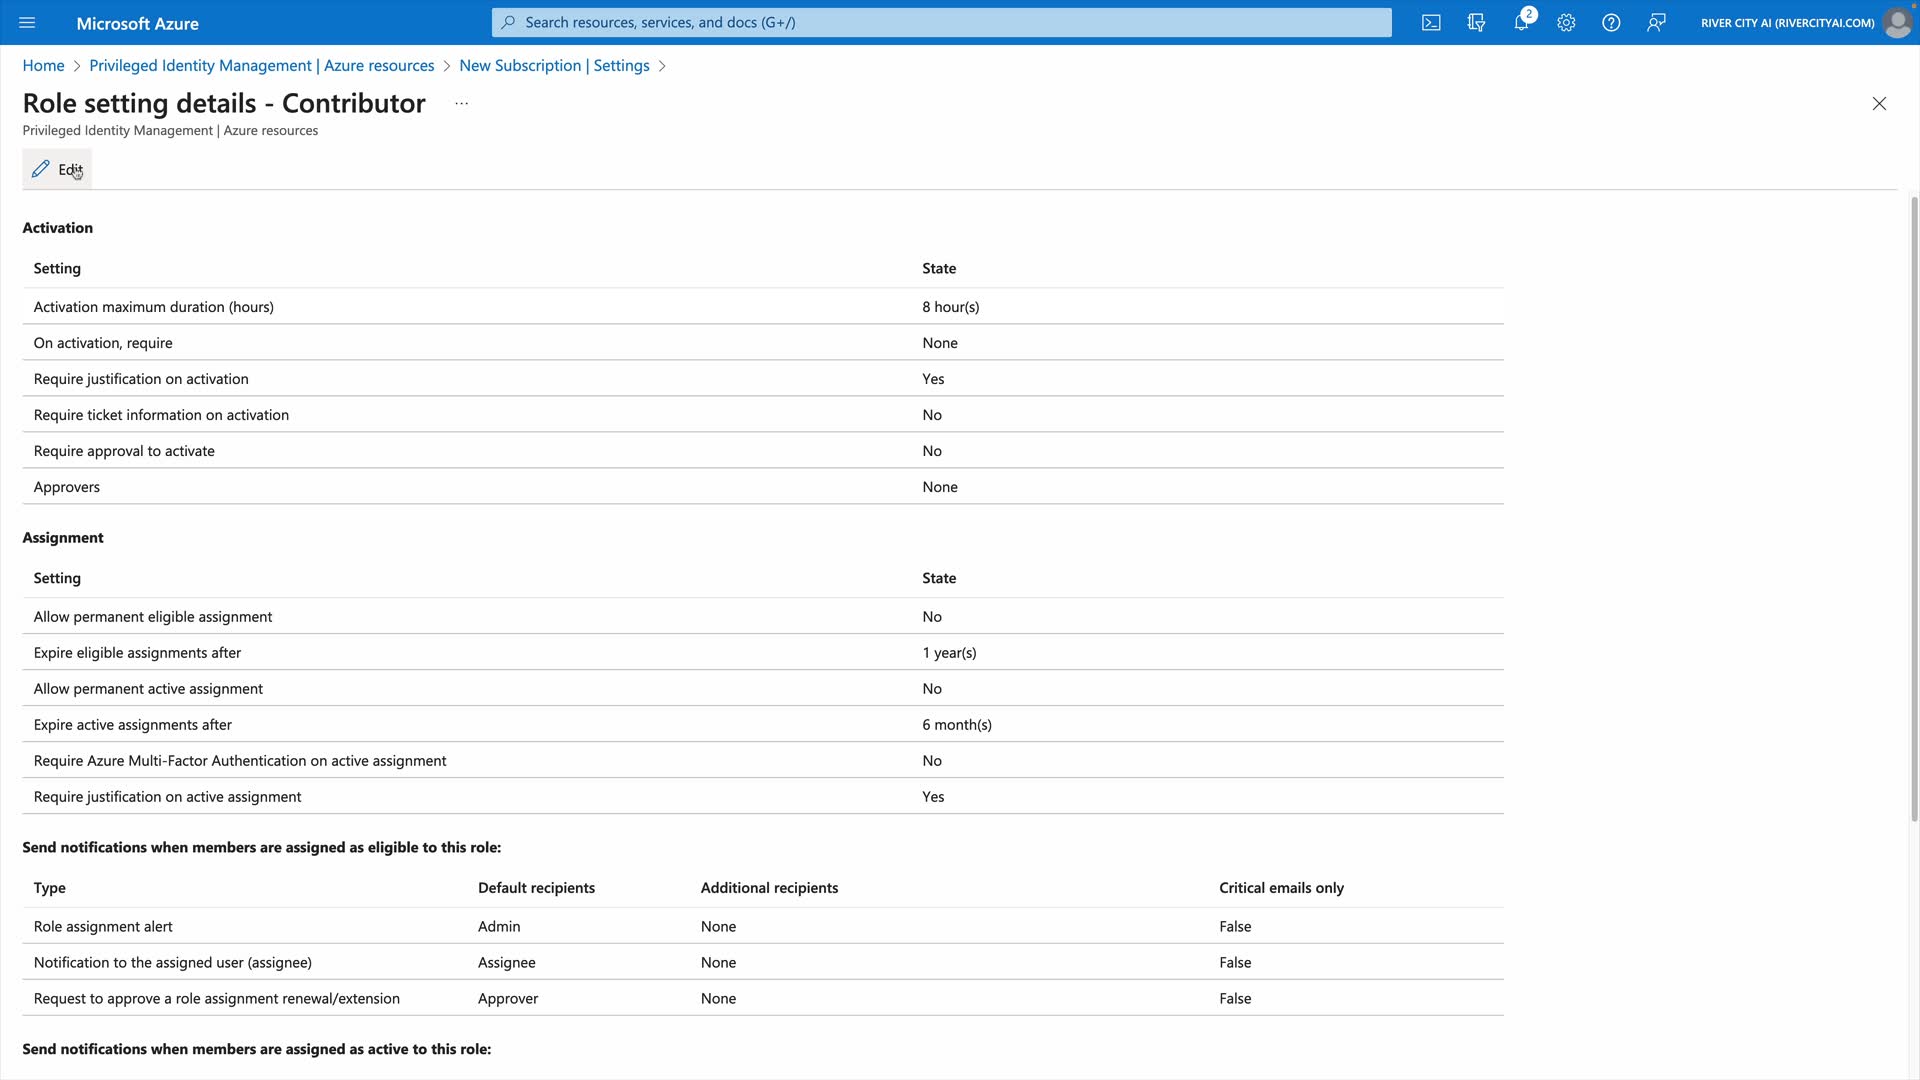 Microsoft Azure
Search resources, services, and docs (G+/)
2
RIVER CITY AI (RIVERCITYAI.COM)
Home > Privileged Identity Management | Azure resources > New Subscription | Settings >
Role setting details - Contributor ...
Privileged Identity Management | Azure resources
Edit
Activation
Setting State
Activation maximum duration (hours) 8 hour(s)
On activation, require None
Require justification on activation Yes
Require ticket information on activation No
Require approval to activate No
Approvers None
Assignment
Setting State
Allow permanent eligible assignment No
Expire eligible assignments after 1 year(s)
Allow permanent active assignment No
Expire active assignments after 6 month(s)
Require Azure Multi-Factor Authentication on active assignment No
Require justification on active assignment Yes
Send notifications when members are assigned as eligible to this role:
Type Default recipients Additional recipients Critical emails only
Role assignment alert Admin None False
Notification to the assigned user (assignee) Assignee None False
Request to approve a role assignment renewal/extension Approver None False
Send notifications when members are assigned as active to this role: